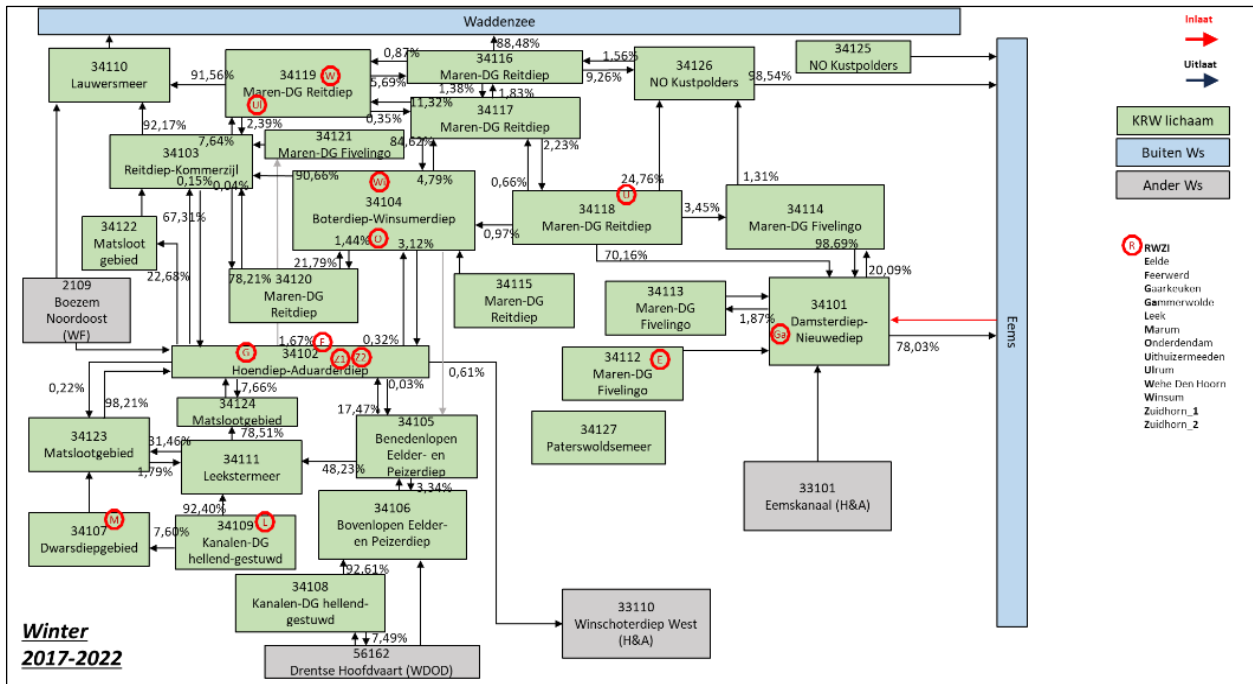 Waddenzee
88,48%
34110
Lauwersmeer
91,56%
34119
Maren-DG Reitdiep
W
Ul
0,87%
5,69%
34116
Maren-DG Reitdiep
1,56%
9,26%
34126
NO Kustpolders
34125
NO Kustpolders
98,54%
1,38%
1,83%
11,32%
0,35%
34117
Maren-DG Reitdiep
92,17%
7,64%
2,39%
34121
Maren-DG Fivelingo
84,62%
2,23%
34103
Reitdiep-Kommerzijl
0,15%
0,04%
90,66%
4,79%
Wi
34104
Boterdiep-Winsumerdiep
O
0,66%
24,76%
U
34118
Maren-DG Reitdiep
3,45%
1,31%
34114
Maren-DG Fivelingo
98,69%
67,31%
34122
Matsloot
gebied
22,68%
0,97%
70,16%
20,09%
1,44%
3,12%
21,79%
78,21%
34120
Maren-DG
Reitdiep
34115
Maren-DG
Reitdiep
34113
Maren-DG
Fivelingo
1,87%
34101
Damsterdiep-
Nieuwediep
Ga
78,03%
2109
Boezem
Noordoost
(WF)
1,67%
F
0,32%
G
34102
Z1
Z2
Hoendiep-Aduarderdiep
0,61%
34112
E
Maren-DG
Fivelingo
0,22%
98,21%
7,66%
0,03%
17,47%
34124
Matslootgebied
34105
Benedenlopen
Eelder- en
Peizerdiep
34127
Paterswoldsemeer
34123
Matslootgebied
31,46%
78,51%
1,79%
34111
Leekstermeer
48,23%
3,34%
33101
Eemskanaal (H&A)
92,40%
34106
Bovenlopen Eelder-
en Peizerdiep
34107
M
Dwarsdiepgebied
7,60%
34109
L
Kanalen-DG
hellend-gestuwd
92,61%
34108
Kanalen-DG hellend-
gestuwd
7,49%
33110
Winschoterdiep West
(H&A)
56162
Drentse Hoofdvaart (WDOD)
Winter
2017-2022
Eems
Inlaat
Uitlaat
KRW lichaam
Buiten Ws
Ander Ws
R
RWZI
Eelde
Feerwerd
Gaarkeuken
Gammerwolde
Leek
Marum
Onderdendam
Uithuizermeeden
Ulrum
Wehe Den Hoorn
Winsum
Zuidhorn_1
Zuidhorn_2